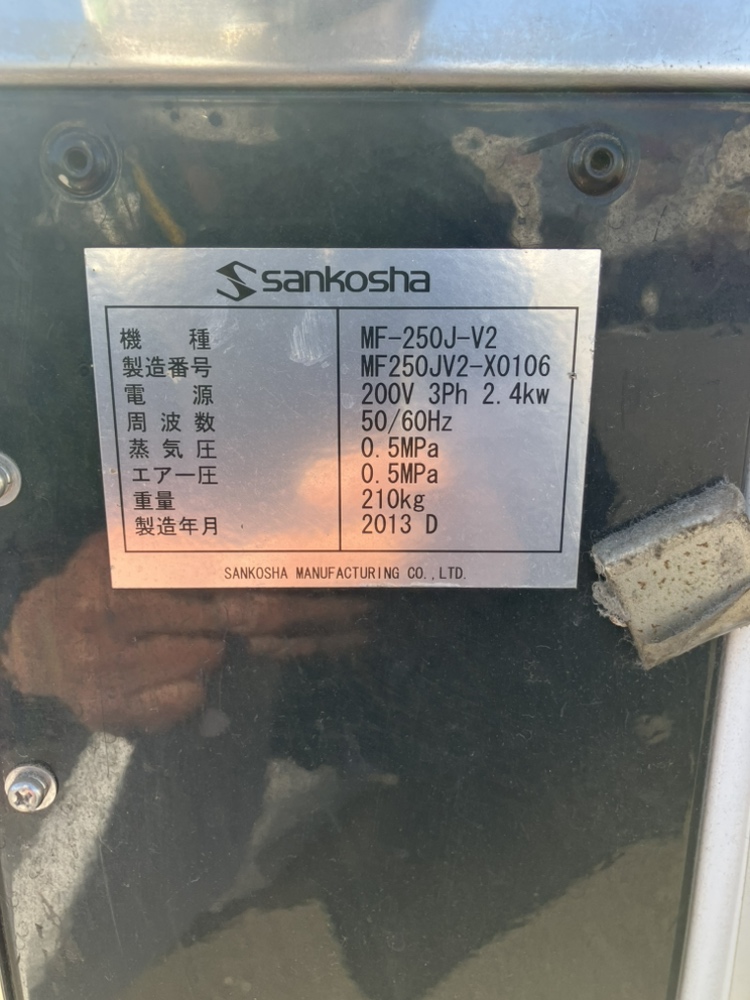 sankosha
機種 MF-250J-V2
製造番号 MF250JV2-X0106
電源 200V 3Ph 2.4kw
周波数 50/60Hz
蒸気圧 0.5MPa
エアー圧 0.5MPa
重量 210kg
製造年月 2013 D
SANKOSHA MANUFACTURING CO.,LTD.